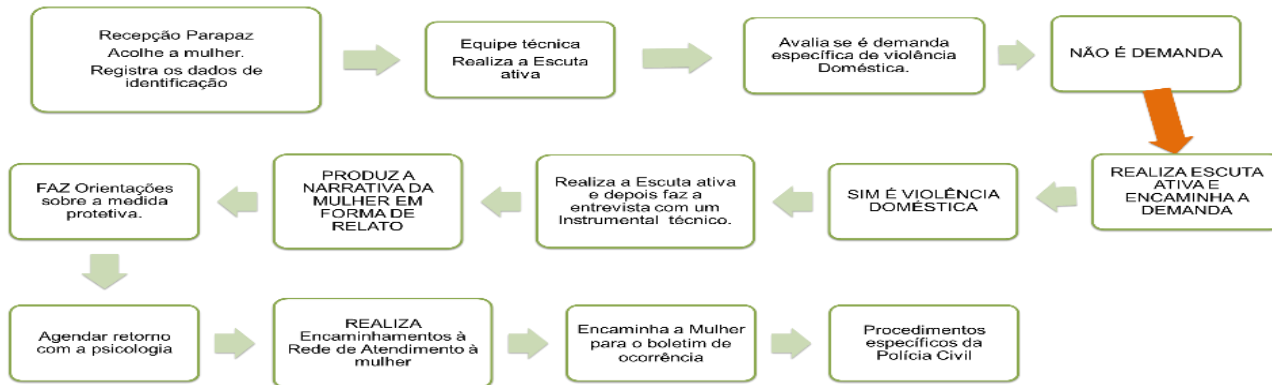 Recepção Parapaz
Acolhe a mulher.
Registra os dados de
identificação
Equipe técnica
Realiza a Escuta
ativa
Avalia se é demanda
específica de violência
Doméstica.
NÃO É DEMANDA
REALIZA ESCUTA
ATIVA E
ENCAMINHA A
DEMANDA
SIM É VIOLÊNCIA
DOMÉSTICA
Realiza a Escuta ativa
e depois faz a
entrevista com um
Instrumental técnico.
PRODUZ A
NARRATIVA DA
MULHER EM
FORMA DE
RELATO
FAZ Orientações
sobre a medida
protetiva.
Agendar retorno
com a psicologia
REALIZA
Encaminhamentos à
Rede de Atendimento à
mulher
Encaminha a Mulher
para o boletim de
ocorrência
Procedimentos
específicos da
Polícia Civil